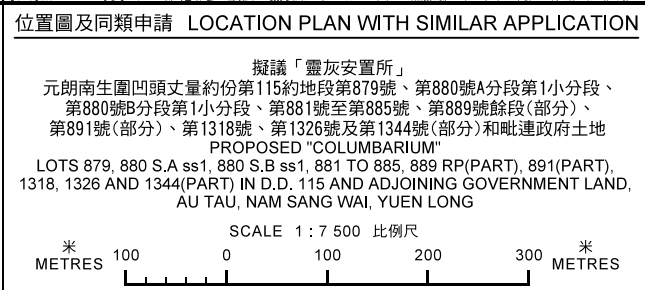 位置圖及同類申請 LOCATION PLAN WITH SIMILAR APPLICATION
擬議「靈灰安置所」
元朗南生圍凹頭丈量約份第115約地段第879號、第880號A分段第1小分段、
第880號B分段第1小分段、第881號至第885號、第889號餘段(部分)、
第891號(部分)、第1318號、第1326號及第1344號(部分)和毗連政府土地
PROPOSED "COLUMBARIUM"
LOTS 879, 880 S.A ss1, 880 S.B ss1, 881 TO 885, 889 RP(PART), 891(PART),
1318, 1326 AND 1344(PART) IN D.D. 115 AND ADJOINING GOVERNMENT LAND,
AU TAU, NAM SANG WAI, YUEN LONG
SCALE 1 : 7 500 比例尺
米 METRES 100 0 100 200 300 米 METRES